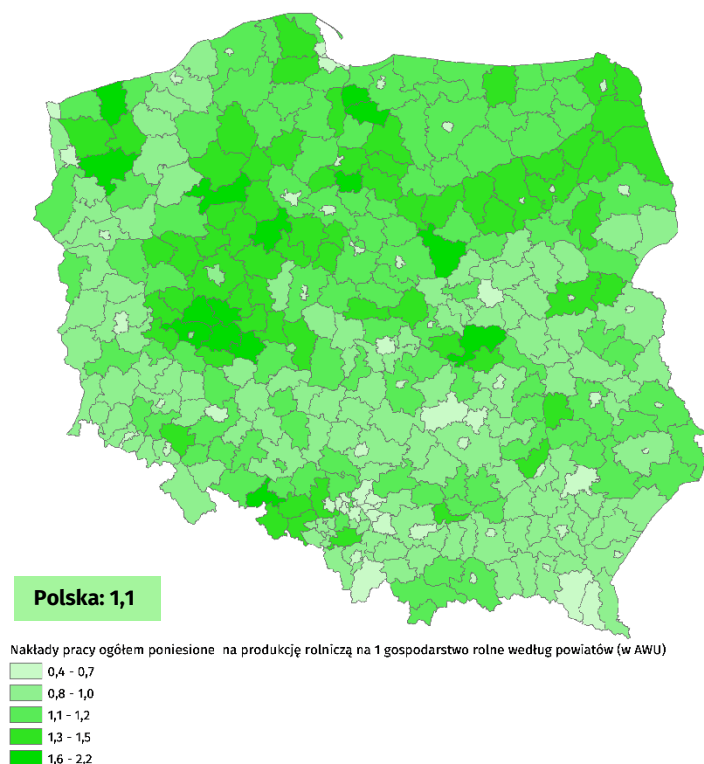 Polska: 1,1
Nakłady pracy ogółem poniesione na produkcję rolniczą na 1 gospodarstwo rolne według powiatów (w AWU)
0,4 - 0,7
0,8 - 1,0
1,1 - 1,2
1,3 - 1,5
1,6 - 2,2